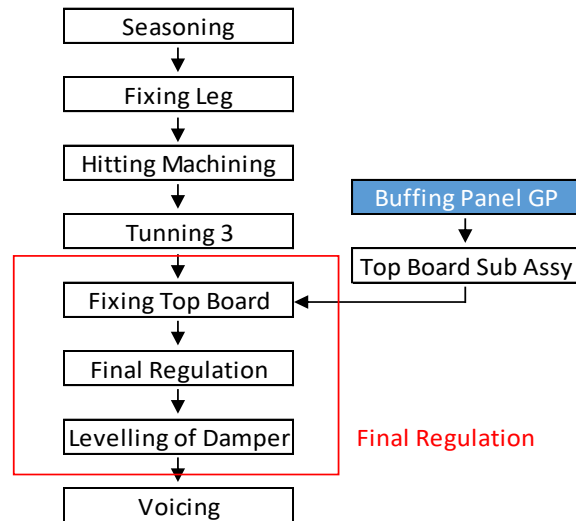 Seasoning
Fixing Leg
Hitting Machining
Tunning 3
Buffing Panel GP
Top Board Sub Assy
Fixing Top Board
Final Regulation
Levelling of Damper
Final Regulation
Voicing